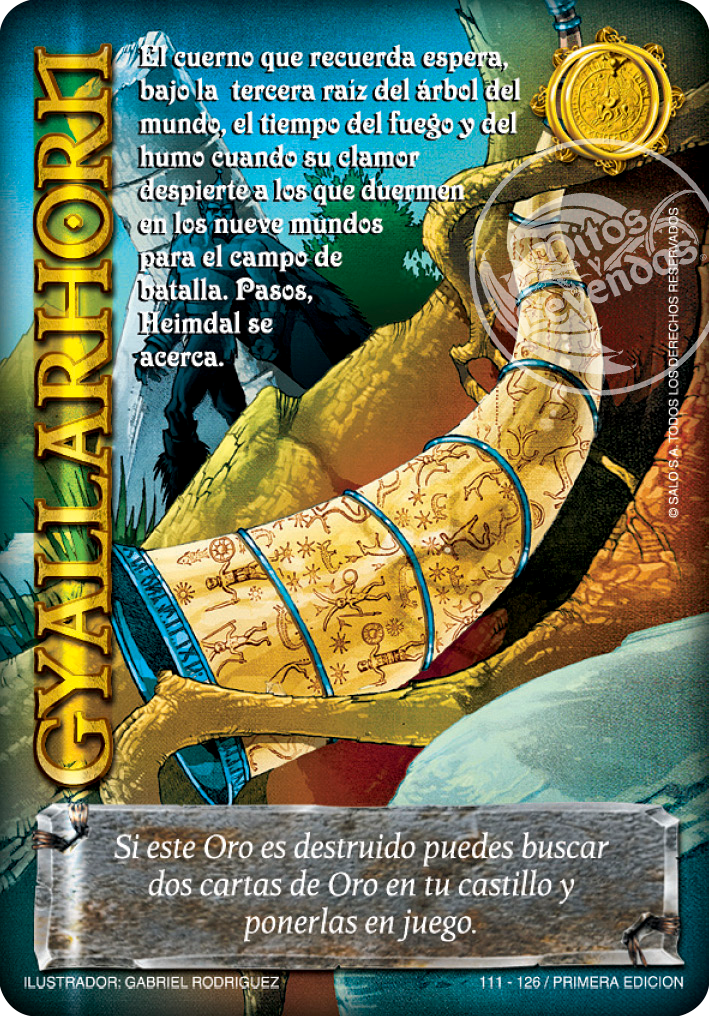 GYALLARHORN
El cuerno que recuerda espera,
bajo la tercera raíz del árbol del
mundo, el tiempo del fuego y del
humo cuando su clamor
despierte a los que duermen
en los nueve mundos
para el campo de
batalla. Pasos,
Heimdal se
acerca.
mitos
y
leyendas
© SALO S.A. TODOS LOS DERECHOS RESERVADOS
Si este Oro es destruido puedes buscar
dos cartas de Oro en tu castillo y
ponerlas en juego.
ILUSTRADOR: GABRIEL RODRIGUEZ
111 - 126 / PRIMERA EDICION